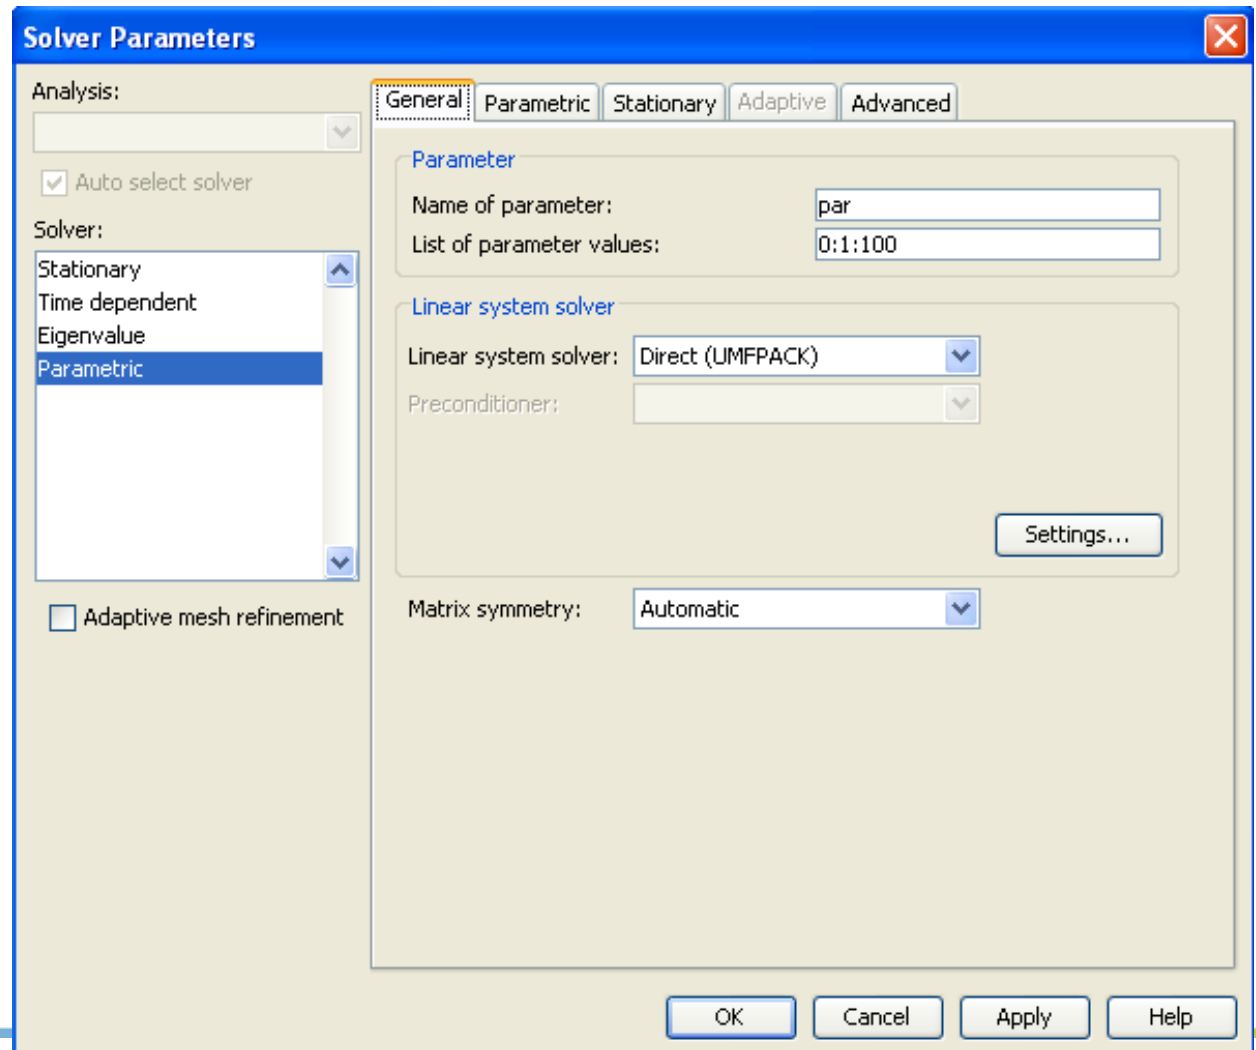 Solver Parameters
Analysis:
Auto select solver
Solver:
Stationary
Time dependent
Eigenvalue
Parametric
Adaptive mesh refinement
General Parametric Stationary Adaptive Advanced
Parameter
Name of parameter: par
List of parameter values: 0:1:100
Linear system solver
Linear system solver: Direct (UMFPACK)
Preconditioner:
Settings...
Matrix symmetry: Automatic
OK Cancel Apply Help